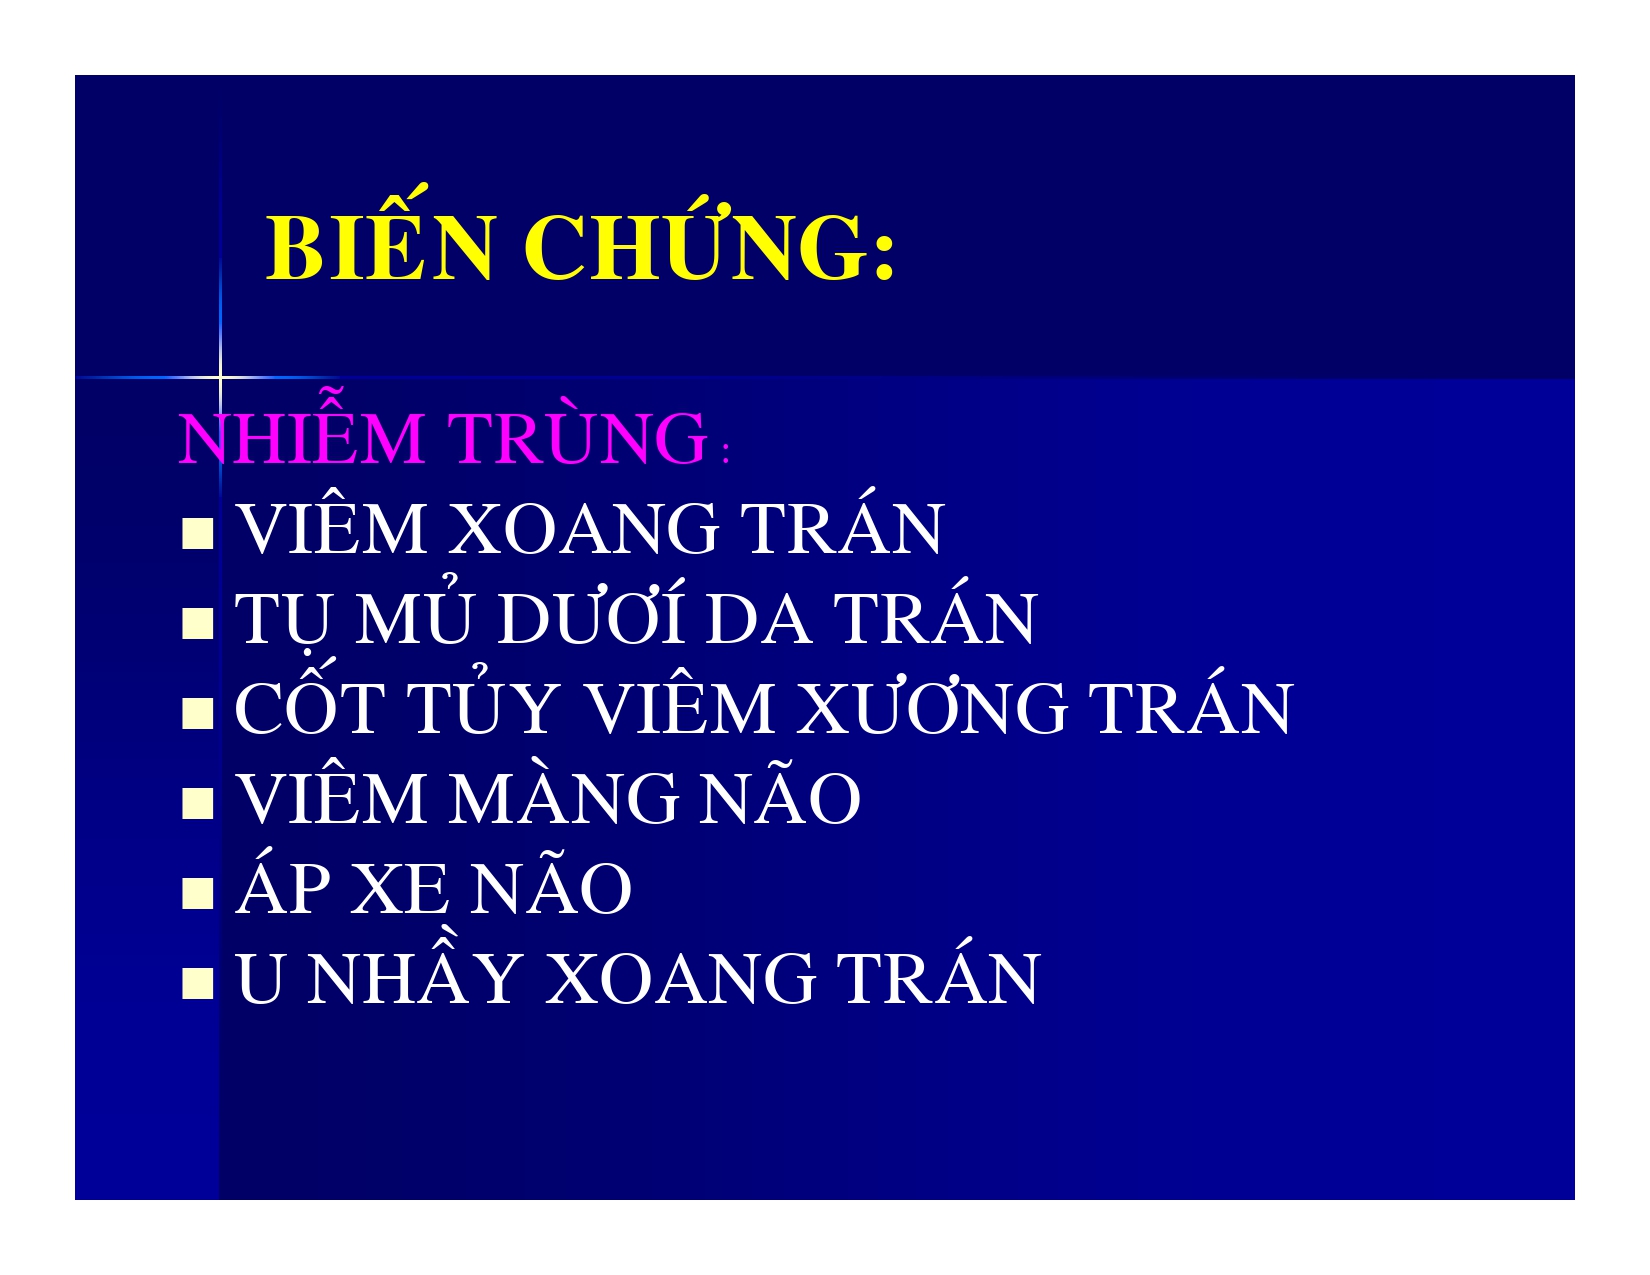 BIẾN CHỨNG:
NHIỄM TRÙNG :
VIÊM XOANG TRÁN
TỤ MỦ DƯƠÍ DA TRÁN
CỐT TỦY VIÊM XƯƠNG TRÁN
VIÊM MÀNG NÃO
ÁP XE NÃO
U NHẦY XOANG TRÁN